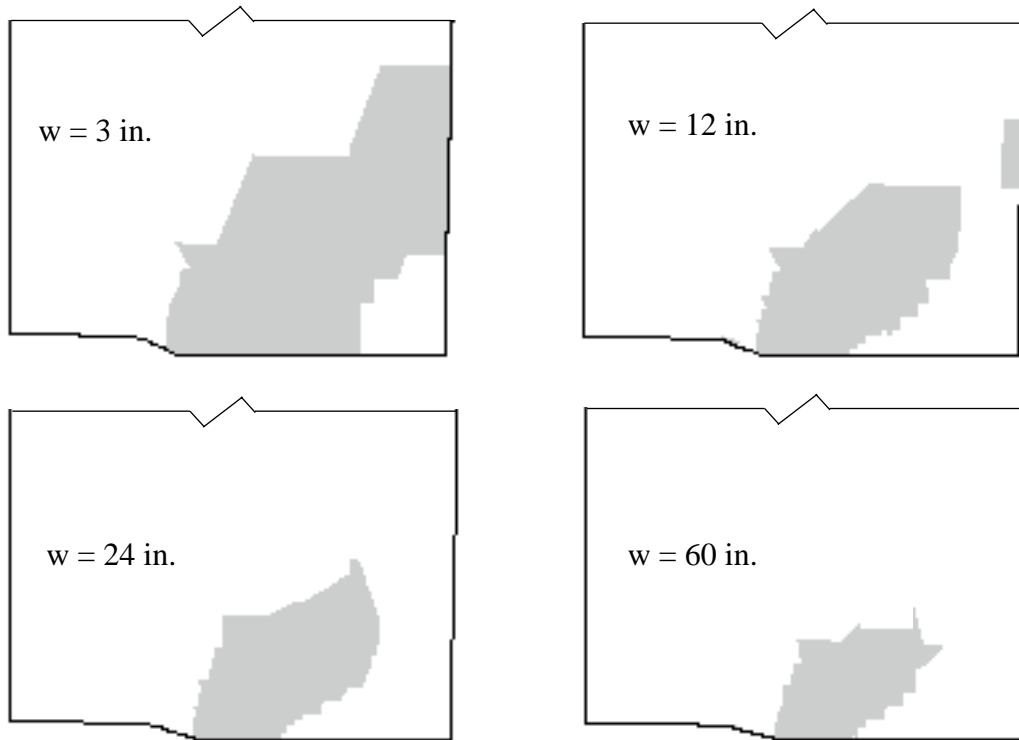 w = 3 in.
w = 12 in.
w = 24 in.
w = 60 in.